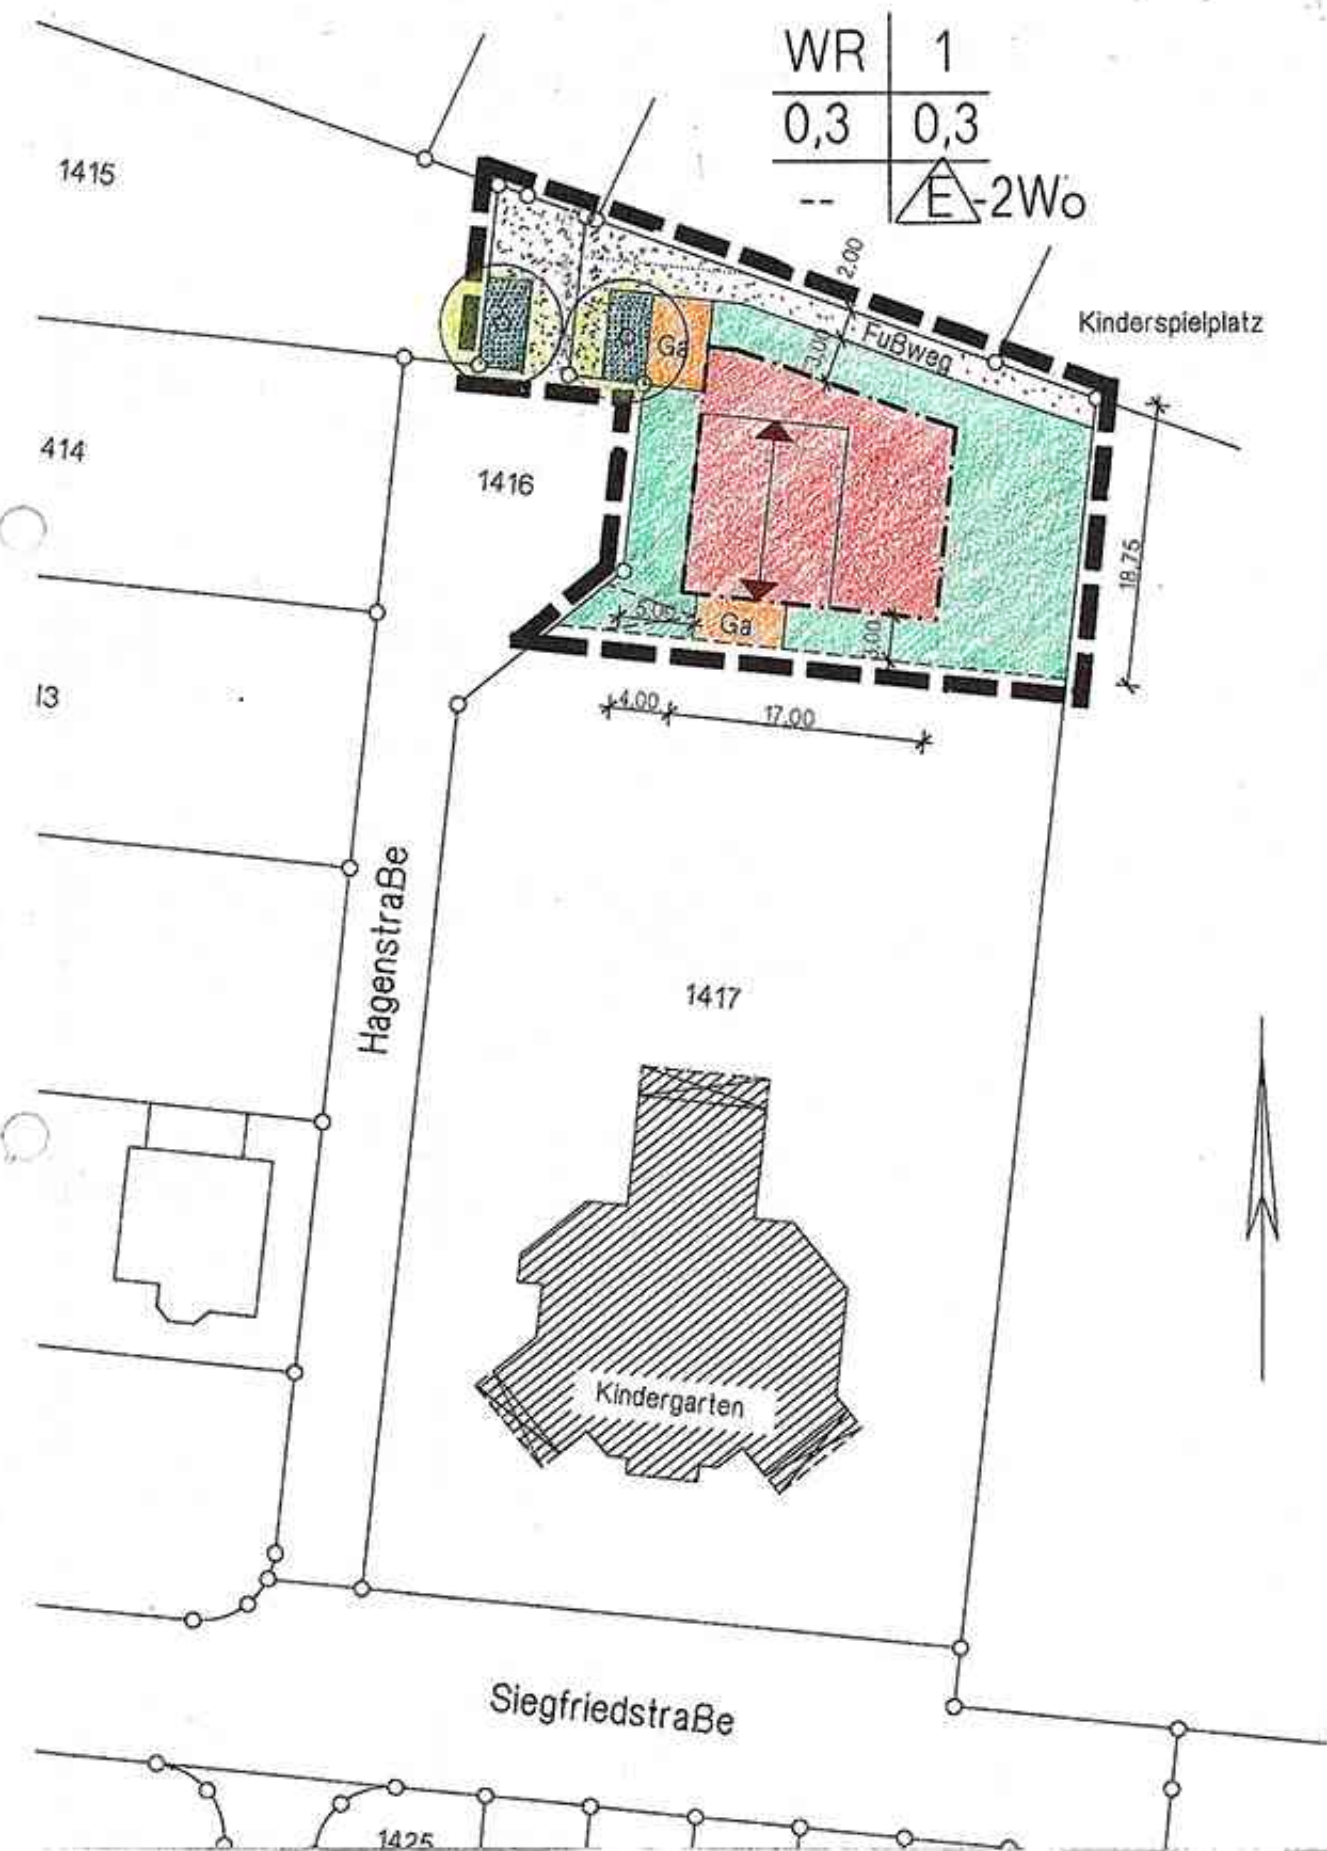 WR 1
0,3 0,3
-- E -2Wo
1415
2.00
Kinderspielplatz
Fußweg
3.00
Ga
414
1416
18.75
5.00
Ga
3.00
13
4.00
17.00
Hagenstraße
1417
Kindergarten
Siegfriedstraße
1425